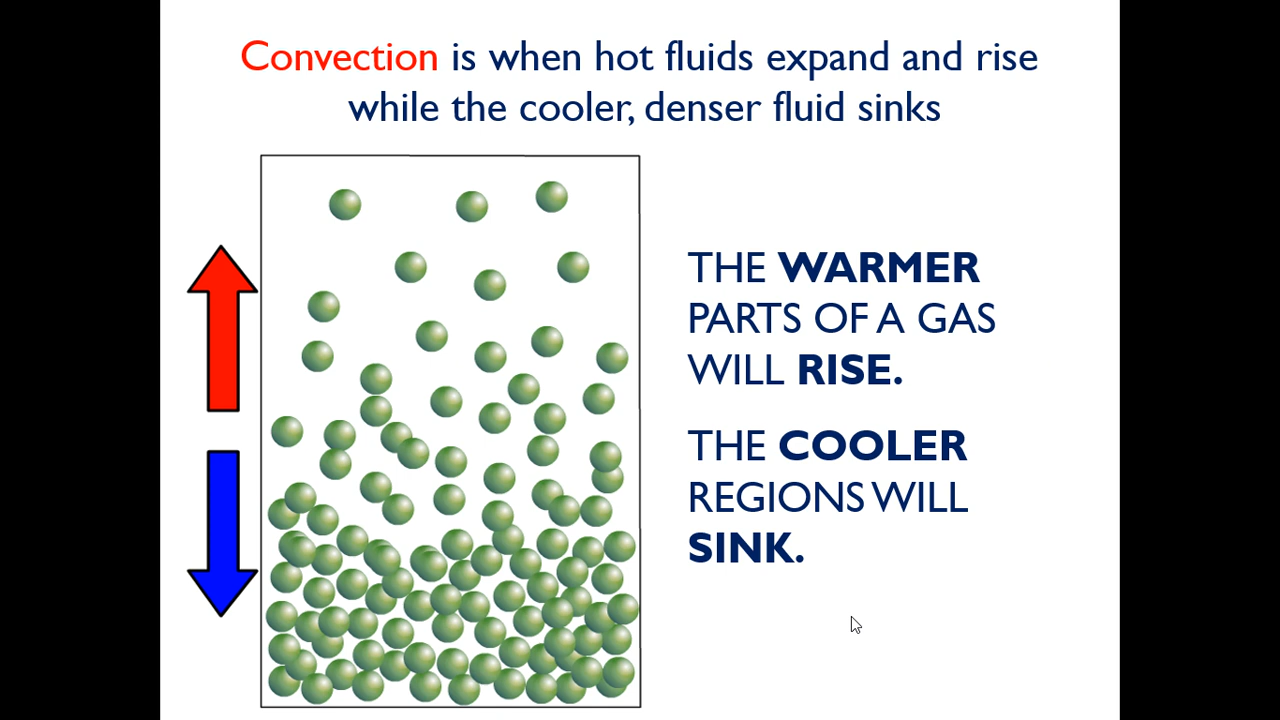 Convection is when hot fluids expand and rise
while the cooler, denser fluid sinks
THE WARMER
PARTS OF A GAS
WILL RISE.
THE COOLER
REGIONS WILL
SINK.